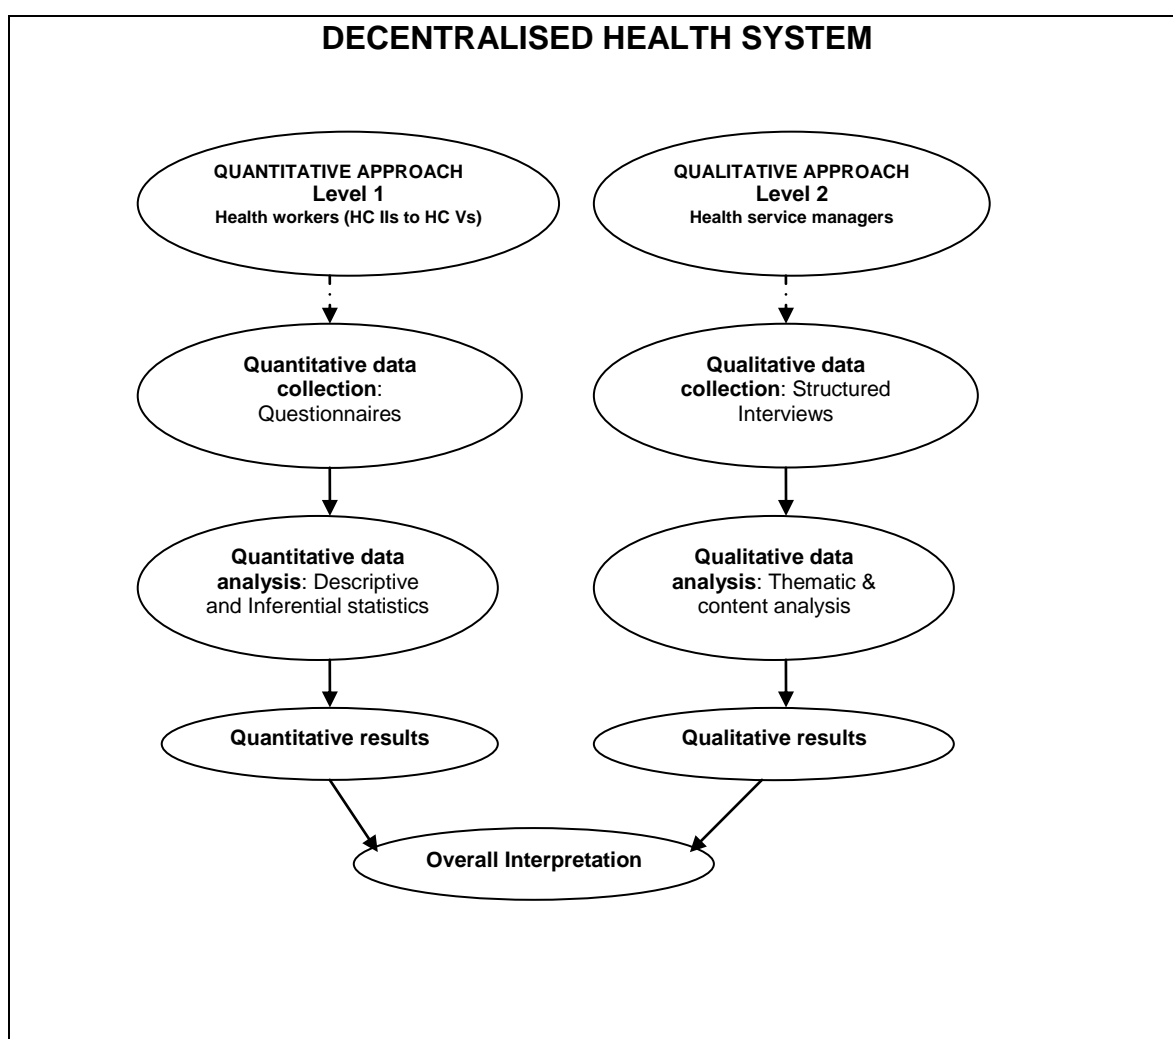 DECENTRALISED HEALTH SYSTEM
QUANTITATIVE APPROACH
Level 1
Health workers (HC IIs to HC Vs)
QUALITATIVE APPROACH
Level 2
Health service managers
Quantitative data
collection:
Questionnaires
Qualitative data
collection: Structured
Interviews
Quantitative data
analysis: Descriptive
and Inferential statistics
Qualitative data
analysis: Thematic &
content analysis
Quantitative results
Qualitative results
Overall Interpretation